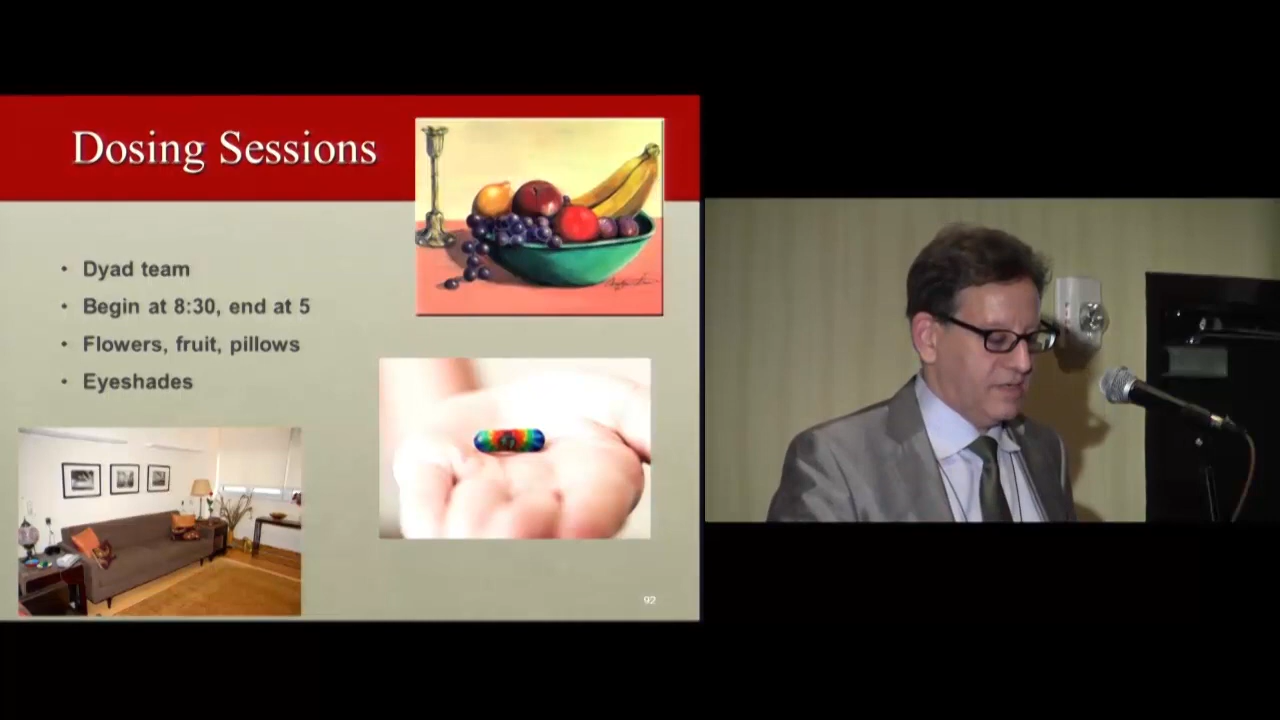 Dosing Sessions
• Dyad team
• Begin at 8:30, end at 5
• Flowers, fruit, pillows
• Eyeshades
92